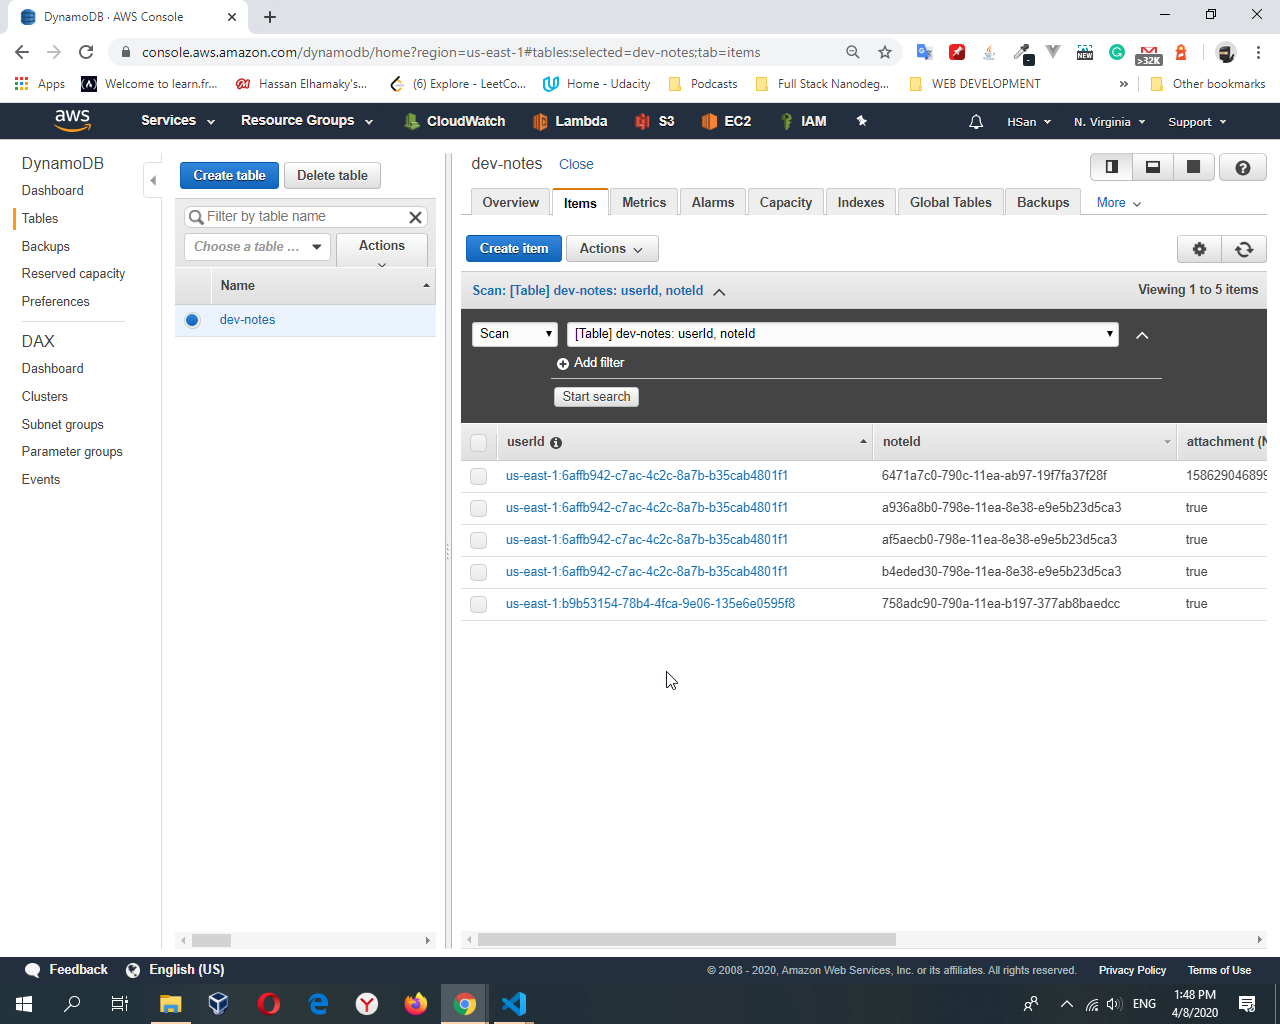 DynamoDB · AWS Console
console.aws.amazon.com/dynamodb/home?region=us-east-1#tables:selected=dev-notes;tab=items
NEW
>32K
Apps
Welcome to learn.fr...
Hassan Elhamaky's...
(6) Explore - LeetCo...
Home - Udacity
Podcasts
Full Stack Nanodeg...
WEB DEVELOPMENT
»
Other bookmarks
aws
Services
Resource Groups
CloudWatch
Lambda
S3
EC2
IAM
HSan
N. Virginia
Support
DynamoDB
Dashboard
Tables
Backups
Reserved capacity
Preferences
DAX
Dashboard
Clusters
Subnet groups
Parameter groups
Events
Create table
Delete table
Filter by table name
Choose a table ...
Actions
Name
dev-notes
dev-notes Close
Overview
Items
Metrics
Alarms
Capacity
Indexes
Global Tables
Backups
More
Create item
Actions
Scan: [Table] dev-notes: userId, noteId
Viewing 1 to 5 items
Scan
[Table] dev-notes: userId, noteId
Add filter
Start search
userId noteId attachment (N
us-east-1:6affb942-c7ac-4c2c-8a7b-b35cab4801f1 6471a7c0-790c-11ea-ab97-19f7fa37f28f 158629046899
us-east-1:6affb942-c7ac-4c2c-8a7b-b35cab4801f1 a936a8b0-798e-11ea-8e38-e9e5b23d5ca3 true
us-east-1:6affb942-c7ac-4c2c-8a7b-b35cab4801f1 af5aecb0-798e-11ea-8e38-e9e5b23d5ca3 true
us-east-1:6affb942-c7ac-4c2c-8a7b-b35cab4801f1 b4eded30-798e-11ea-8e38-e9e5b23d5ca3 true
us-east-1:b9b53154-78b4-4fca-9e06-135e6e0595f8 758adc90-790a-11ea-b197-377ab8baedcc true
Feedback
English (US)
© 2008 - 2020, Amazon Web Services, Inc. or its affiliates. All rights reserved.
Privacy Policy
Terms of Use
ENG
1:48 PM
4/8/2020